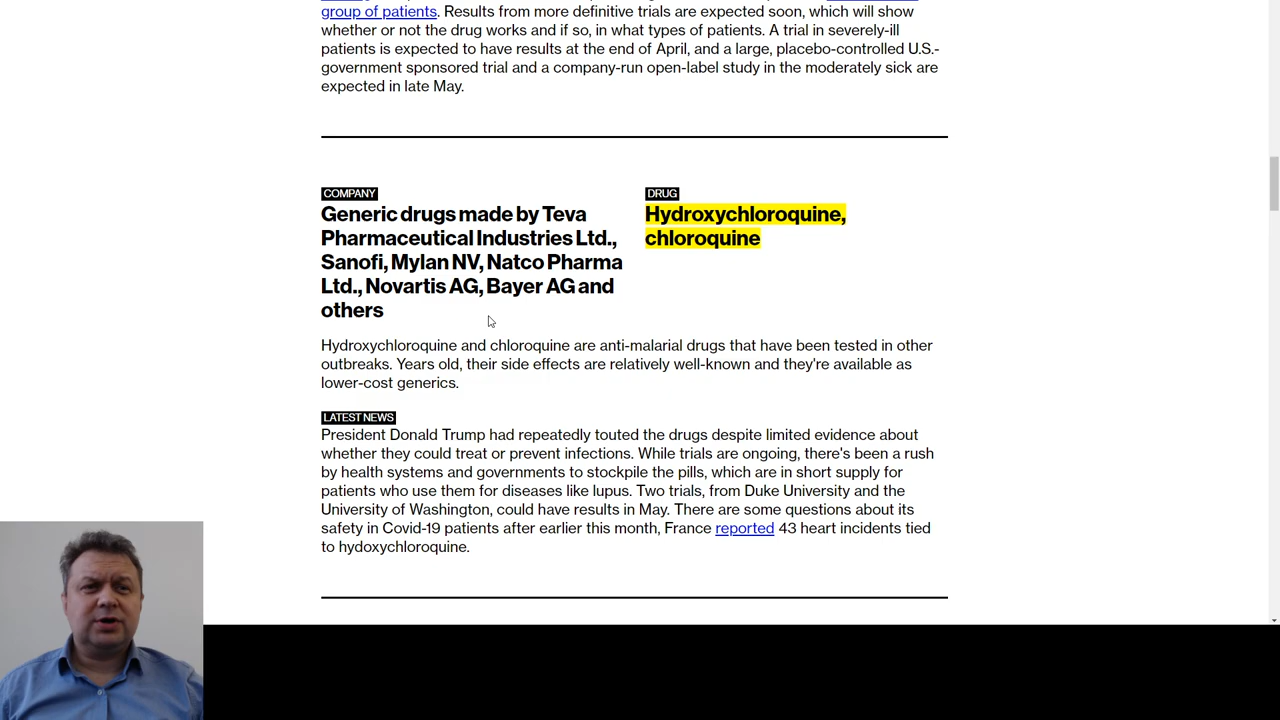 group of patients. Results from more definitive trials are expected soon, which will show
whether or not the drug works and if so, in what types of patients. A trial in severely-ill
patients is expected to have results at the end of April, and a large, placebo-controlled U.S.-
government sponsored trial and a company-run open-label study in the moderately sick are
expected in late May.
COMPANY
Generic drugs made by Teva
Pharmaceutical Industries Ltd.,
Sanofi, Mylan NV, Natco Pharma
Ltd., Novartis AG, Bayer AG and
others
DRUG
Hydroxychloroquine,
chloroquine
Hydroxychloroquine and chloroquine are anti-malarial drugs that have been tested in other
outbreaks. Years old, their side effects are relatively well-known and they're available as
lower-cost generics.
LATEST NEWS
President Donald Trump had repeatedly touted the drugs despite limited evidence about
whether they could treat or prevent infections. While trials are ongoing, there's been a rush
by health systems and governments to stockpile the pills, which are in short supply for
patients who use them for diseases like lupus. Two trials, from Duke University and the
University of Washington, could have results in May. There are some questions about its
safety in Covid-19 patients after earlier this month, France reported 43 heart incidents tied
to hydoxychloroquine.